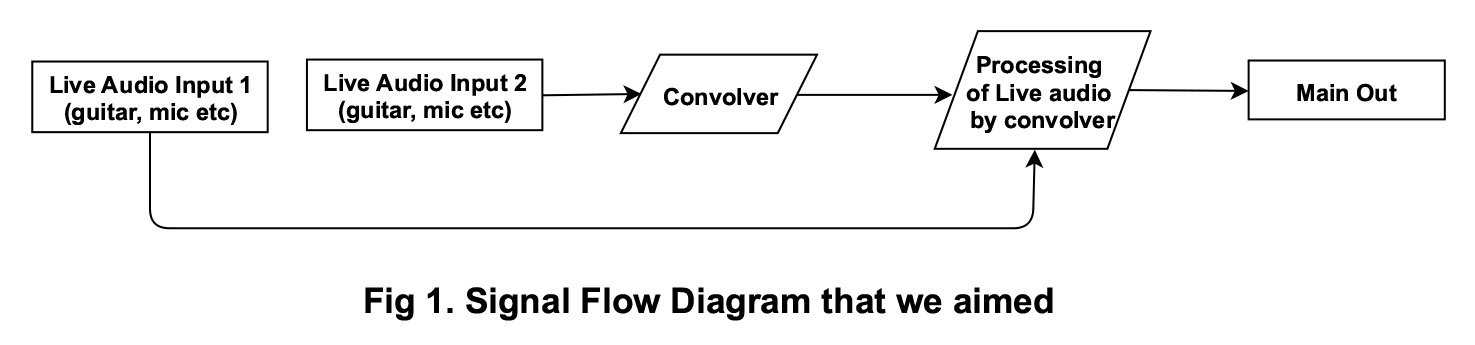 Live Audio Input 1
(guitar, mic etc)
Live Audio Input 2
(guitar, mic etc)
Convolver
Processing
of Live audio
by convolver
Main Out
Fig 1. Signal Flow Diagram that we aimed